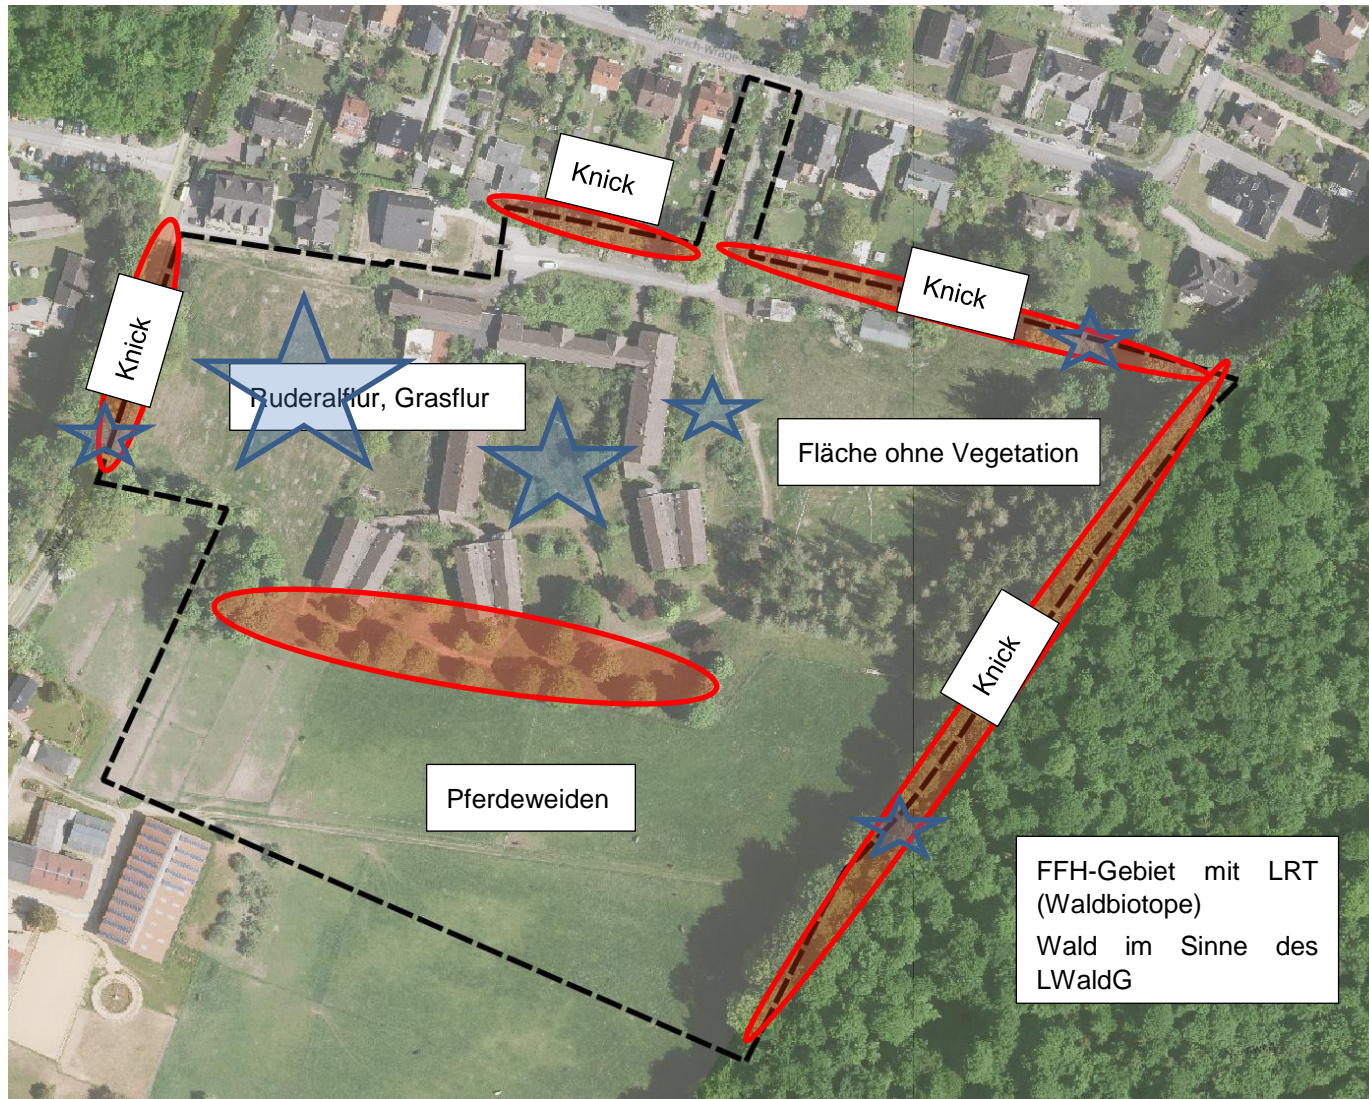 Knick
Knick
Knick
Ruderalflur, Grasflur
Fläche ohne Vegetation
Knick
Pferdeweiden
FFH-Gebiet mit LRT
(Waldbiotope)
Wald im Sinne des
LWaldG